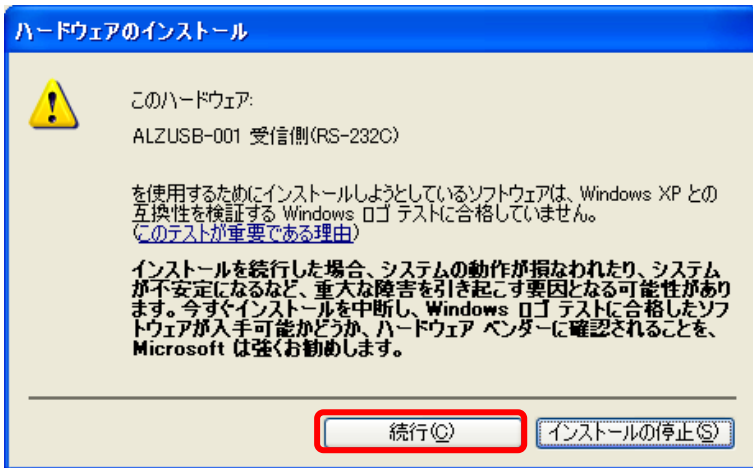 ハードウェアのインストール
このハードウェア:
ALZUSB-001 受信側(RS-232C)
を使用するためにインストールしようとしているソフトウェアは、Windows XP との
互換性を検証する Windows ロゴ テストに合格していません。
(このテストが重要である理由)
インストールを続行した場合、システムの動作が損なわれたり、システム
が不安定になるなど、重大な障害を引き起こす要因となる可能性があり
ます。今すぐインストールを中断し、Windows ロゴ テストに合格したソフ
トウェアが入手可能かどうか、ハードウェア ベンダーに確認されることを、
Microsoft は強くお勧めします。
続行(C)
インストールの停止(S)